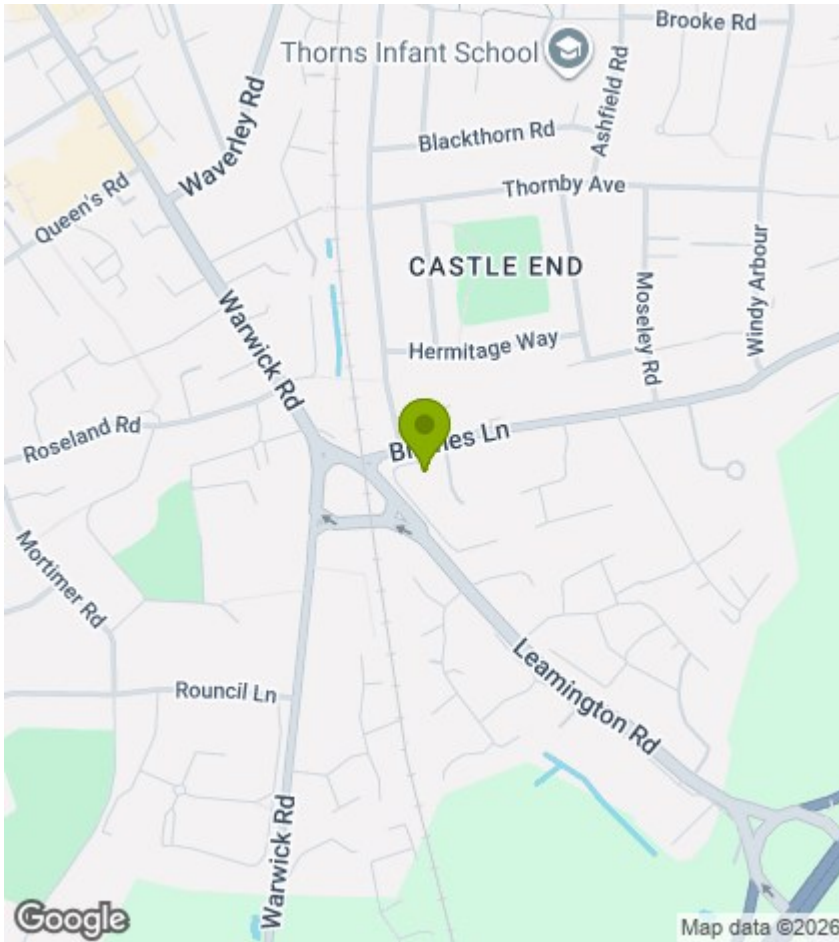 Brooke Rd
Thorns Infant School
Ashfield Rd
Blackthorn Rd
Waverley Rd
Thornby Ave
Queen's Rd
CASTLE END
Windy Arbour
Moseley Rd
Hermitage Way
Warwick Rd
Roseland Rd
Ln
Mortimer Rd
Leamington Rd
Rouncil Ln
Warwick Rd
Google
Map data ©2026